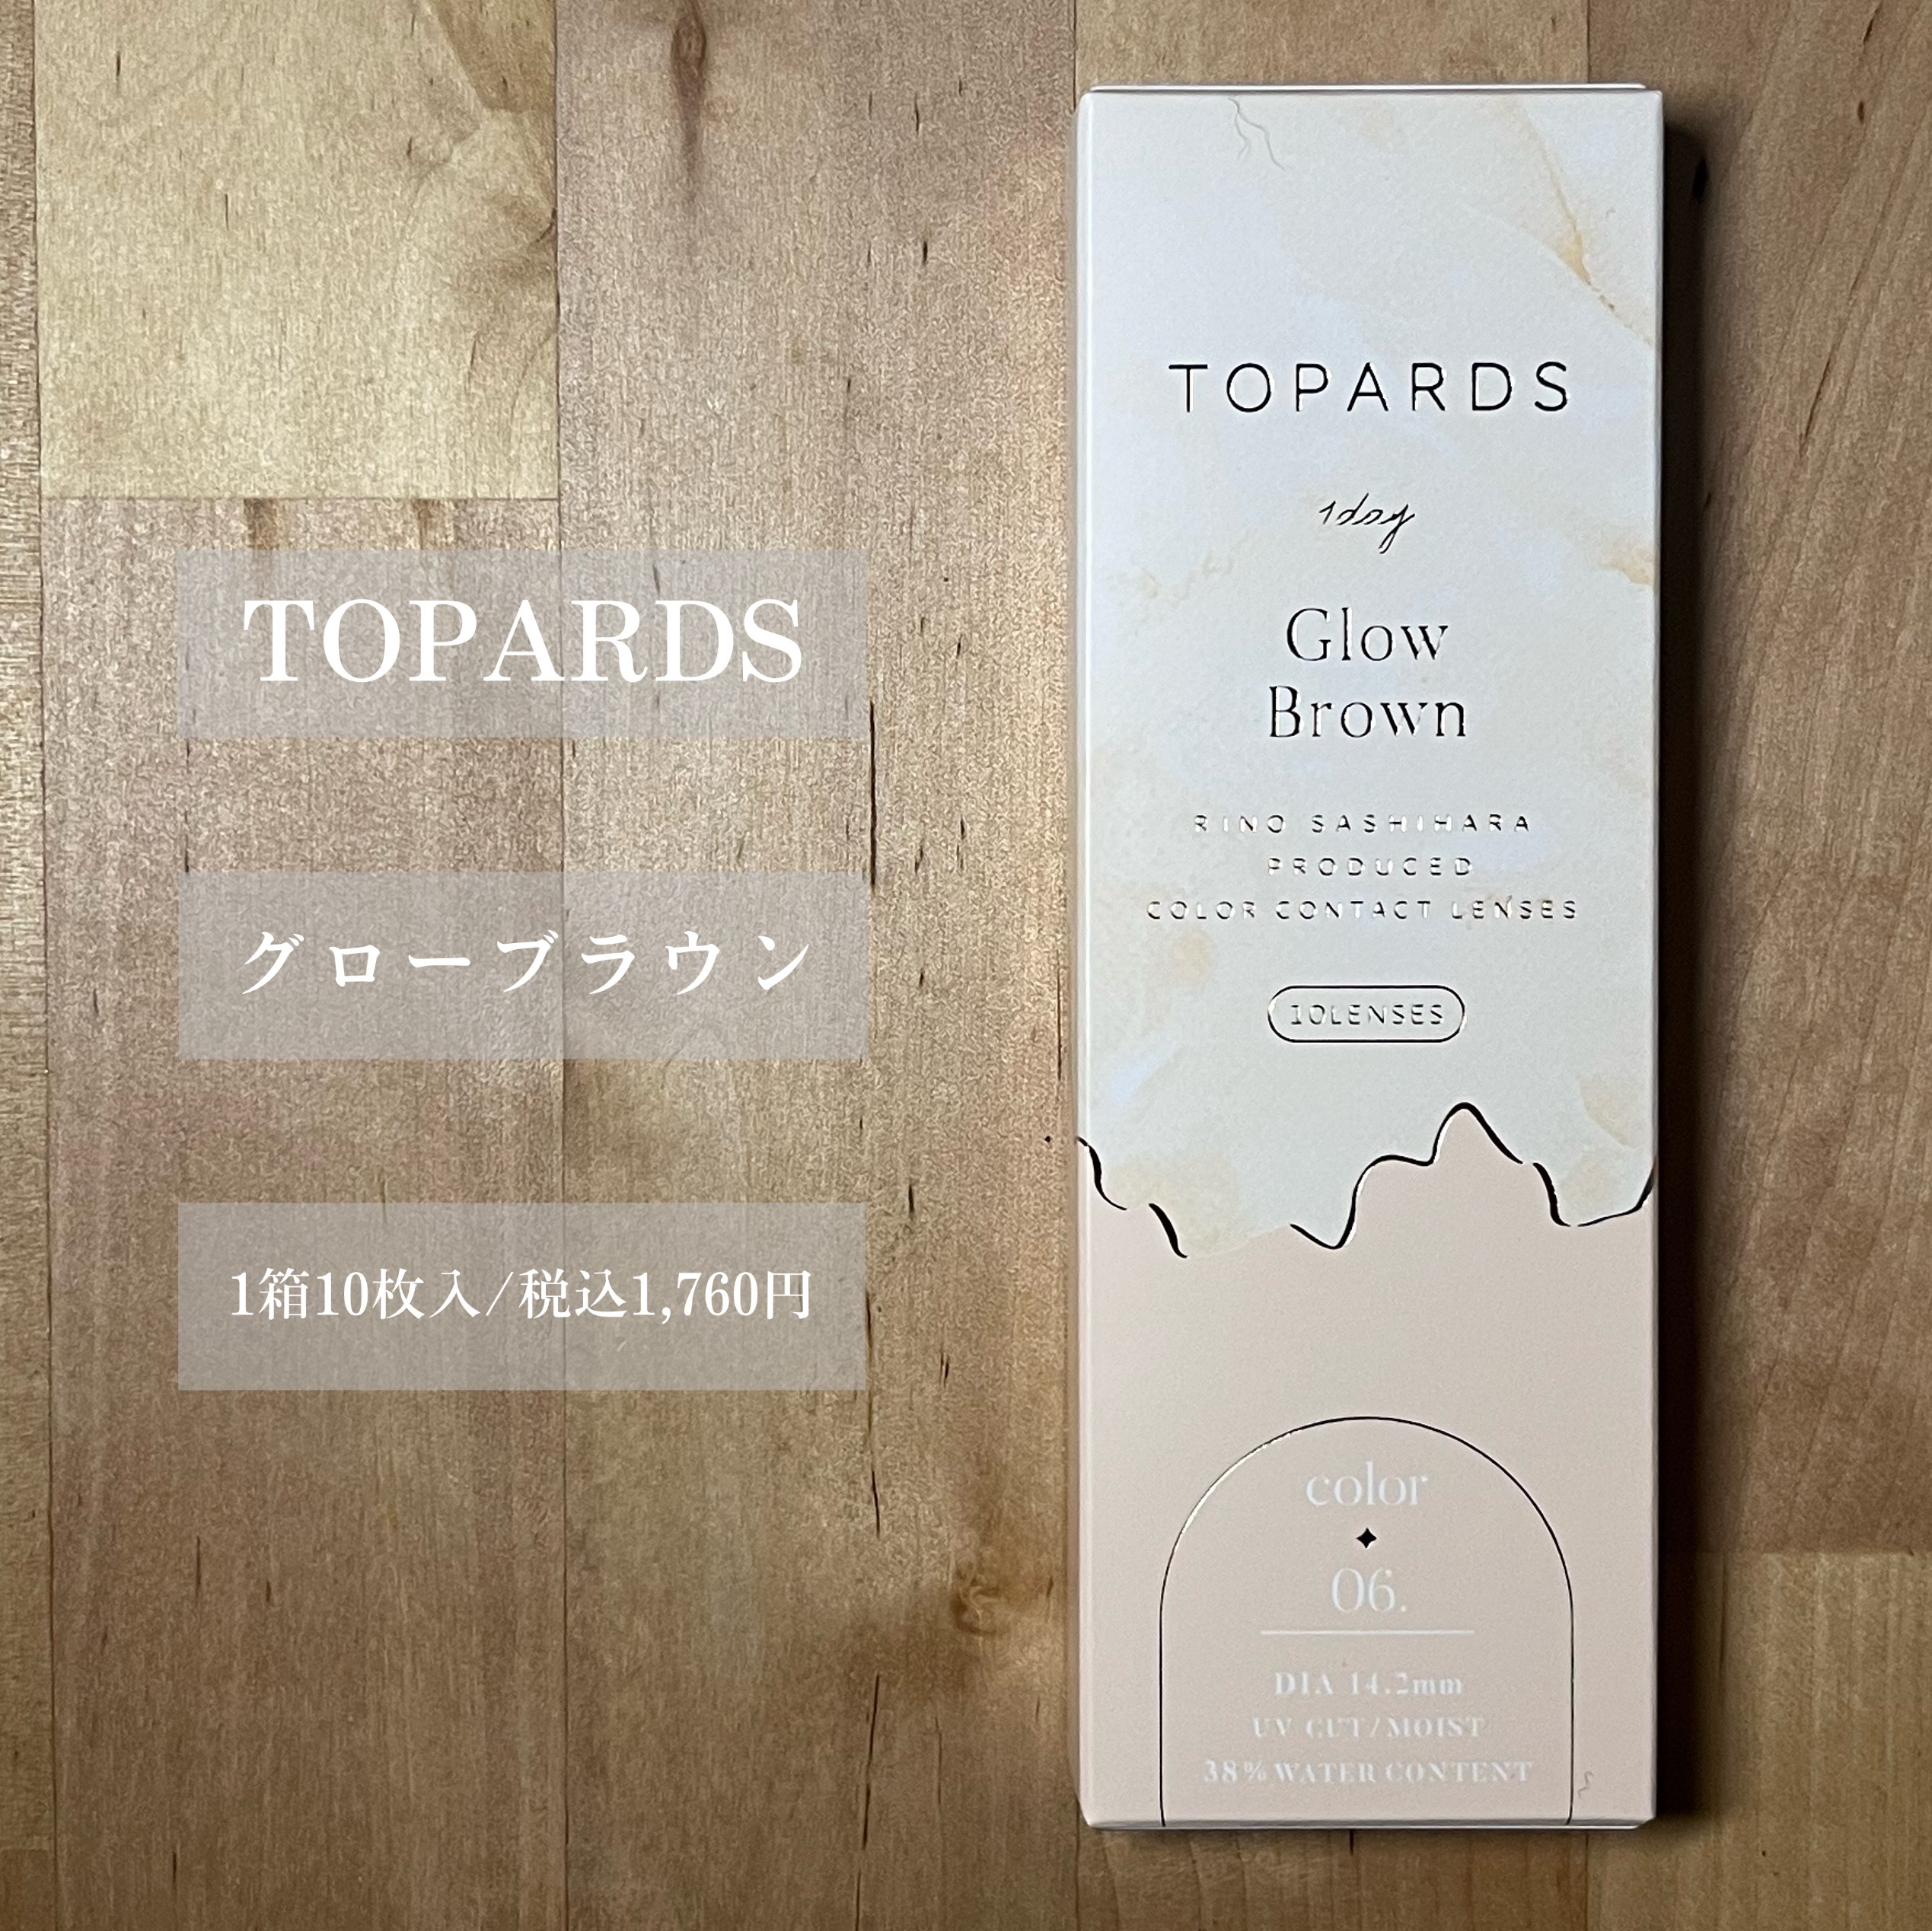 TOPARDS
グローブラウン
1箱10枚入/税込1,760円
TOPARDS
1day
Glow
Brown
RINO SASHIHARA
PRODUCED
COLOR CONTACT LENSES
10LENSES
color
06.
DIA 14.2mm
UV CUT/MOIST
38% WATER CONTENT